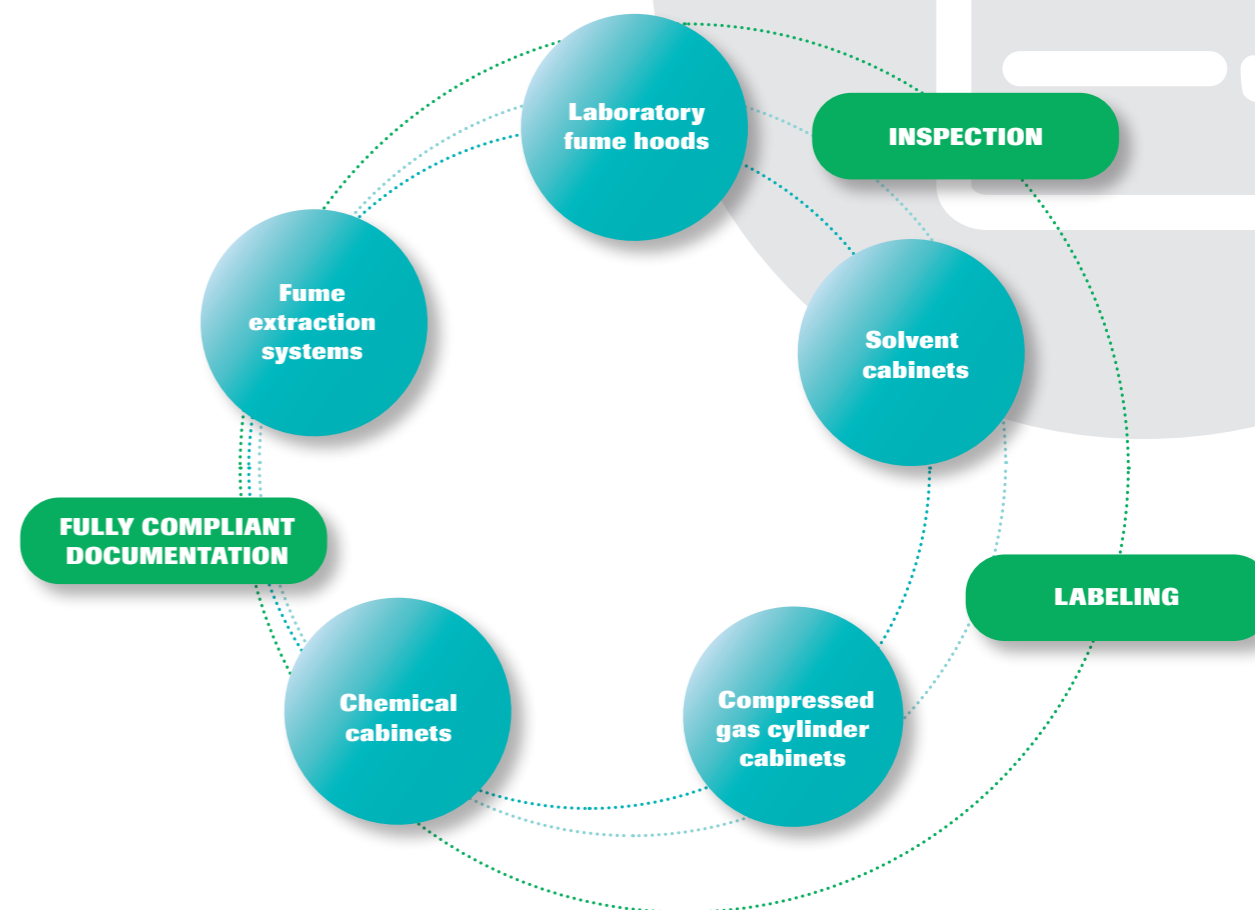 Laboratory
fume hoods
INSPECTION
Fume
extraction
systems
Solvent
cabinets
FULLY COMPLIANT
DOCUMENTATION
LABELING
Chemical
cabinets
Compressed
gas cylinder
cabinets